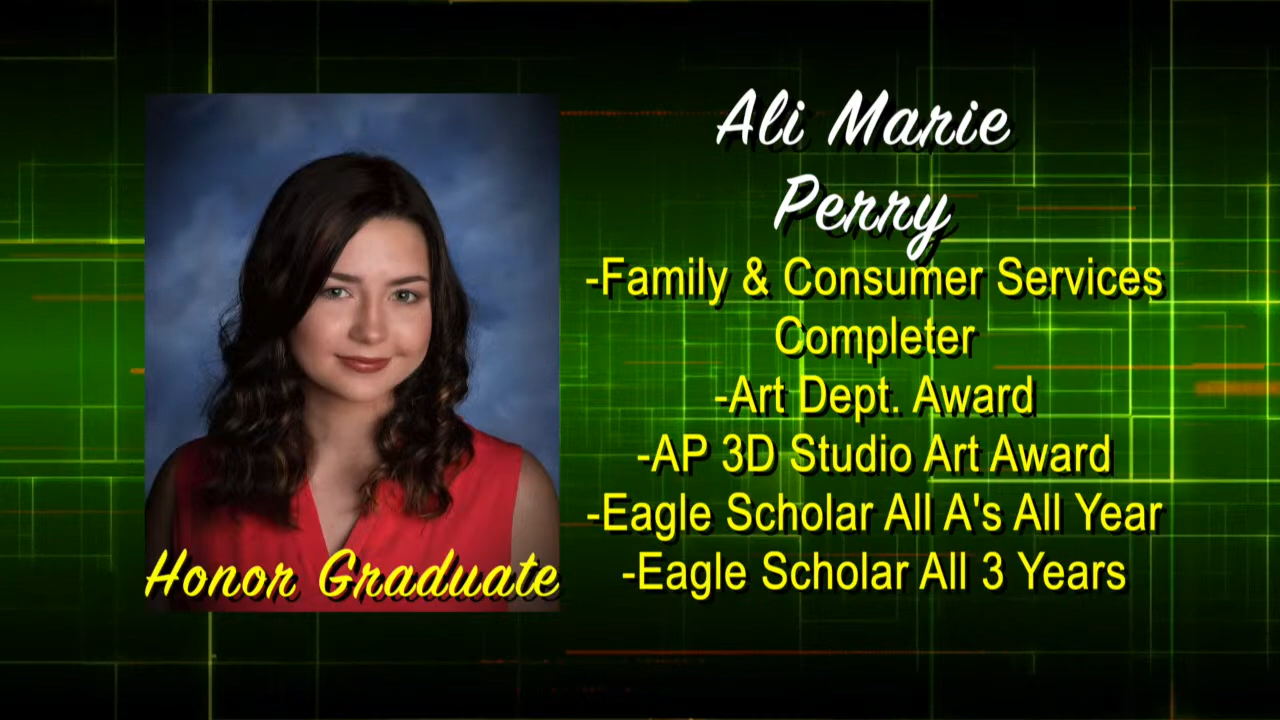 Ali Marie
Perry
-Family & Consumer Services
Completer
-Art Dept. Award
-AP 3D Studio Art Award
-Eagle Scholar All A's All Year
-Eagle Scholar All 3 Years
Honor Graduate